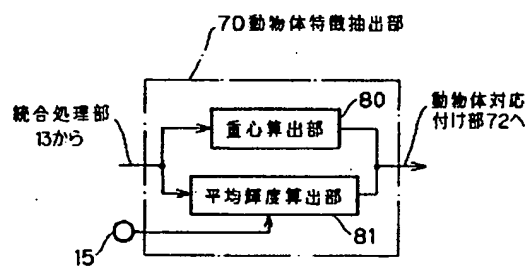 70動物体特徴抽出部
80
統合処理部
13から
重心算出部
動物体対応
付け部72へ
平均輝度算出部
15
81